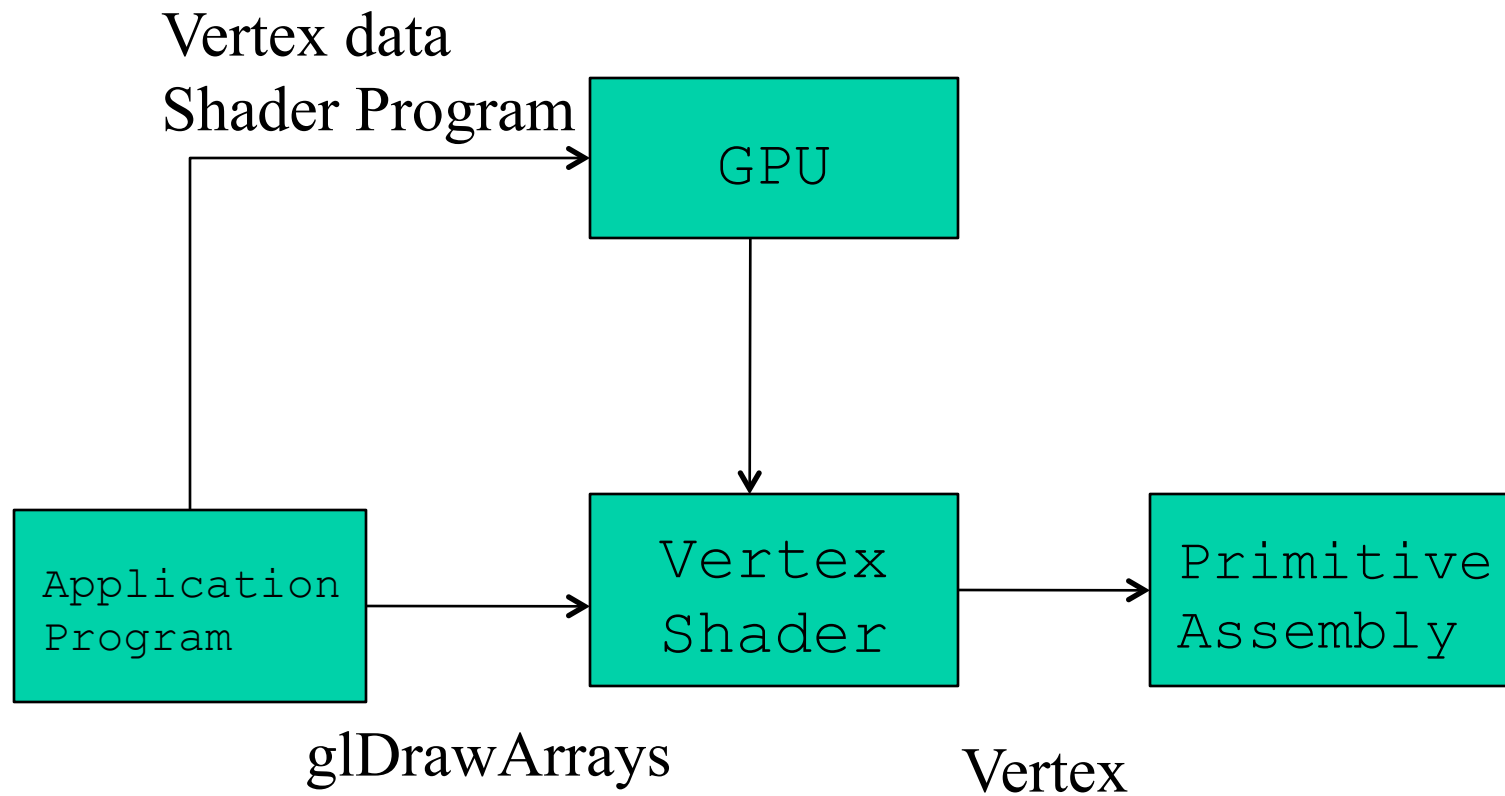 Vertex data
Shader Program
GPU
Application
Program
Vertex
Shader
Primitive
Assembly
glDrawArrays
Vertex